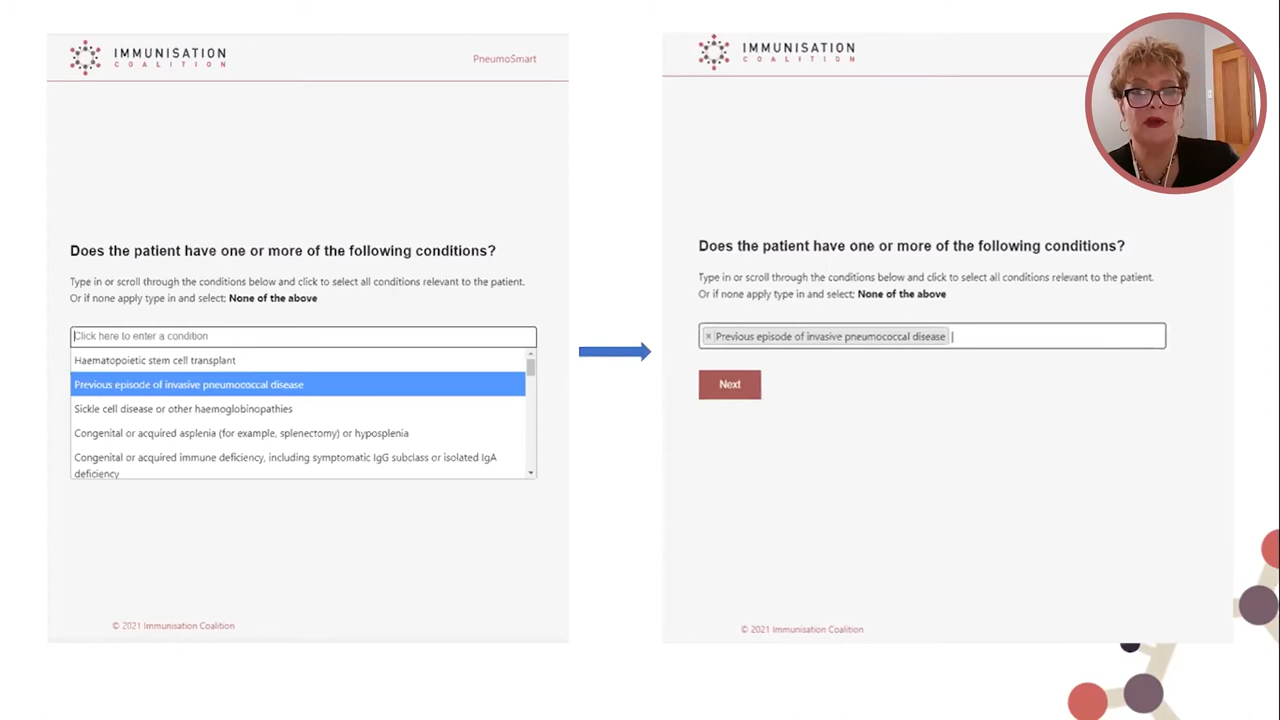 IMMUNISATION
COALITION
PneumoSmart
Does the patient have one or more of the following conditions?
Type in or scroll through the conditions below and click to select all conditions relevant to the patient.
Or if none apply type in and select; None of the above
Click here to enter a condition
Haematopoietic stem cell transplant
Previous episode of invasive pneumococcal disease
Sickle cell disease or other haemoglobinopathies
Congenital or acquired asplenia (for example, splenectomy) or hyposplenia
Congenital or acquired immune deficiency, including symptomatic IgG subclass or isolated IgA
deficiency
© 2021 Immunisation Coalition
IMMUNISATION
COALITION
Does the patient have one or more of the following conditions?
Type in or scroll through the conditions below and click to select all conditions relevant to the patient.
Or if none apply type in and select; None of the above
× Previous episode of invasive pneumococcal disease
Next
© 2021 Immunisation Coalition